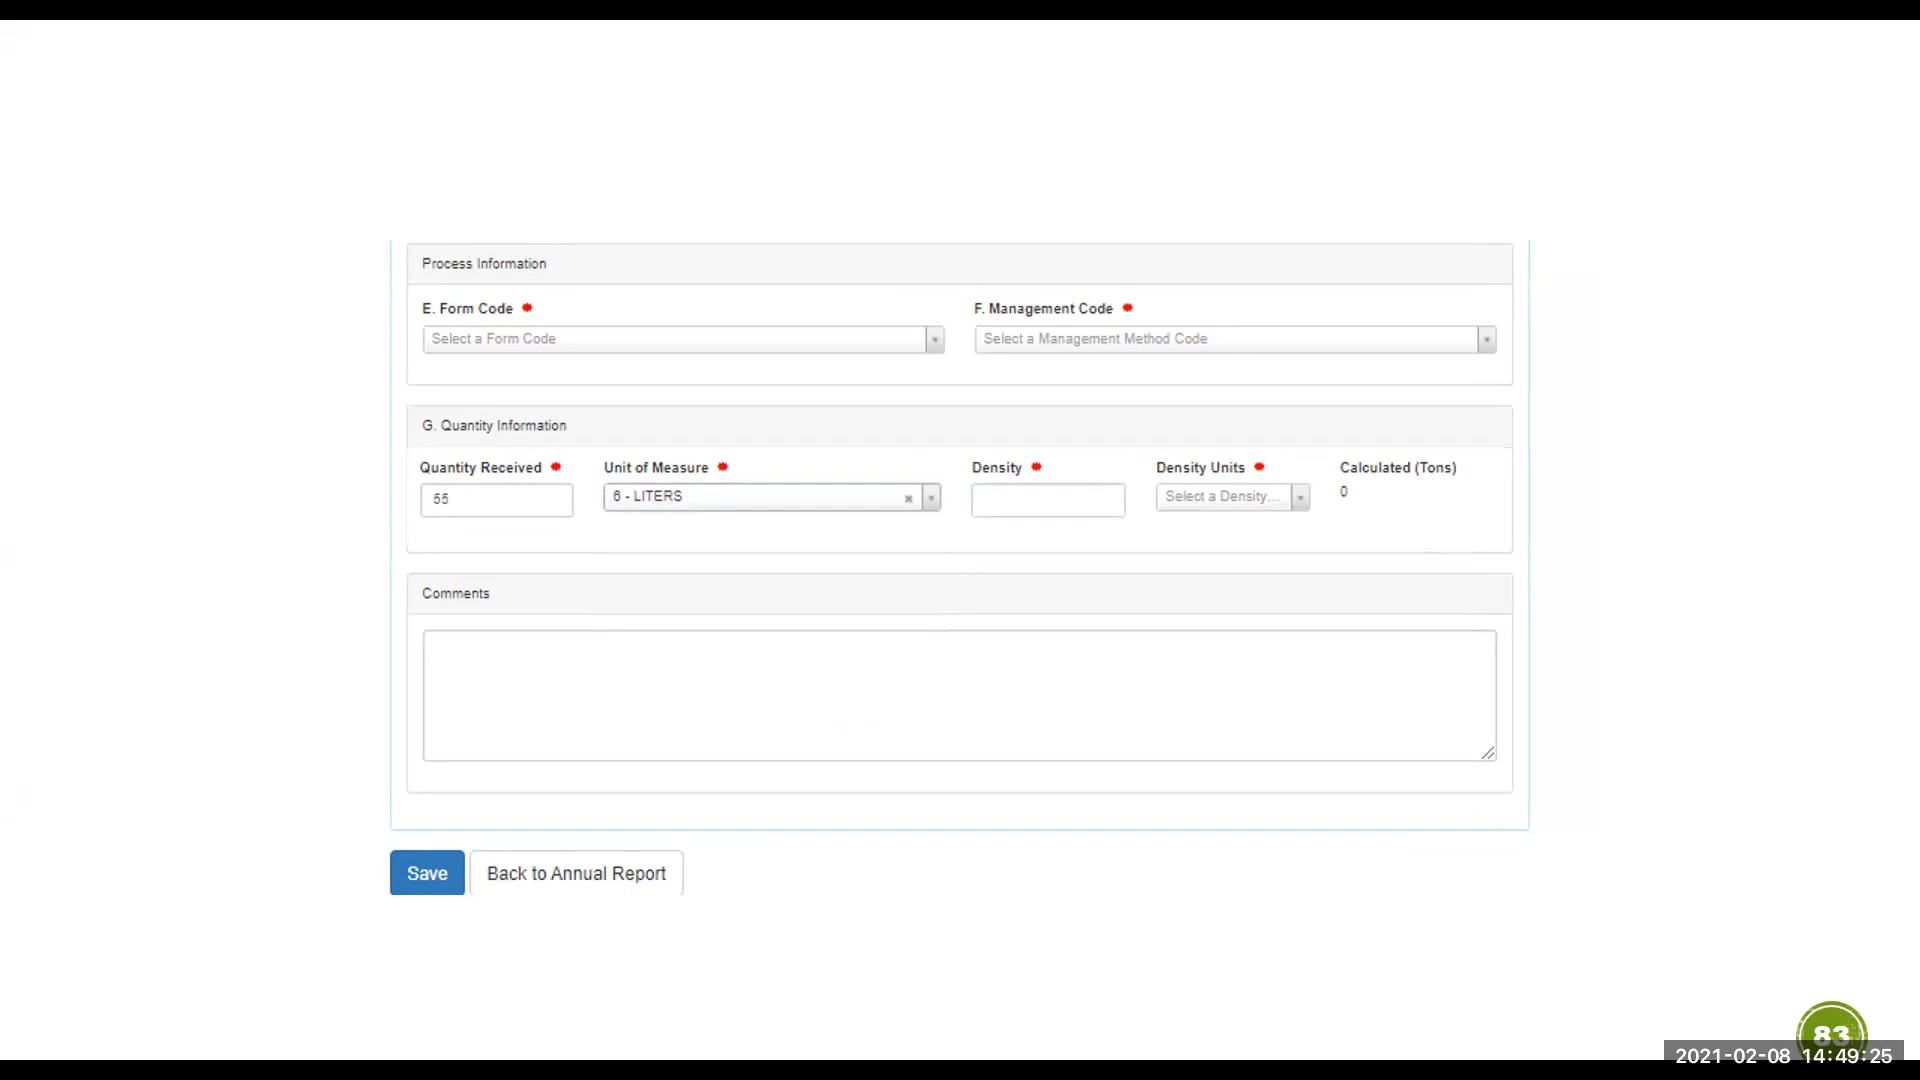 Process Information
E. Form Code
F. Management Code
Select a Form Code
Select a Management Method Code
G. Quantity Information
Quantity Received
Unit of Measure
Density
Density Units
Calculated (Tons)
55
6 - LITERS
Select a Density...
0
Comments
Save
Back to Annual Report
83
2021-02-08 14:49:25